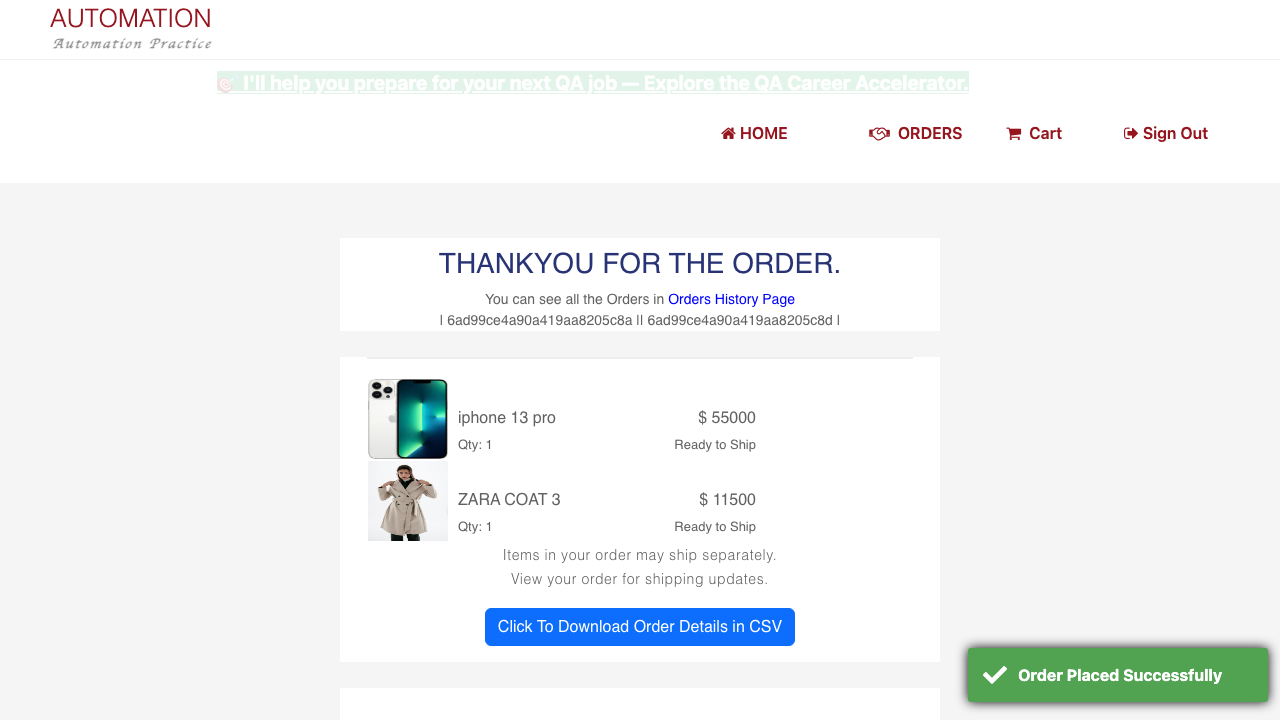 AUTOMATION
Automation Practice
🎯 I'll help you prepare for your next QA job — Explore the QA Career Accelerator.
HOME
ORDERS
Cart
Sign Out
THANKYOU FOR THE ORDER.
You can see all the Orders in Orders History Page
| 6ad99ce4a90a419aa8205c8a || 6ad99ce4a90a419aa8205c8d |
iphone 13 pro $ 55000
Qty: 1 Ready to Ship
ZARA COAT 3 $ 11500
Qty: 1 Ready to Ship
Items in your order may ship separately.
View your order for shipping updates.
Click To Download Order Details in CSV
Order Placed Successfully